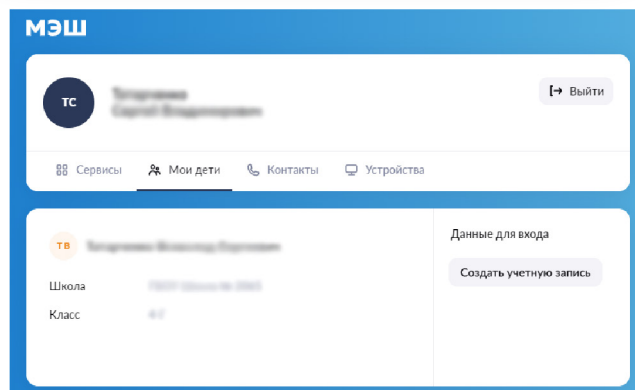 МЭШ
ТС
Выйти
Сервисы Мои дети Контакты Устройства
ТВ
Данные для входа
Создать учетную запись
Школа
Класс